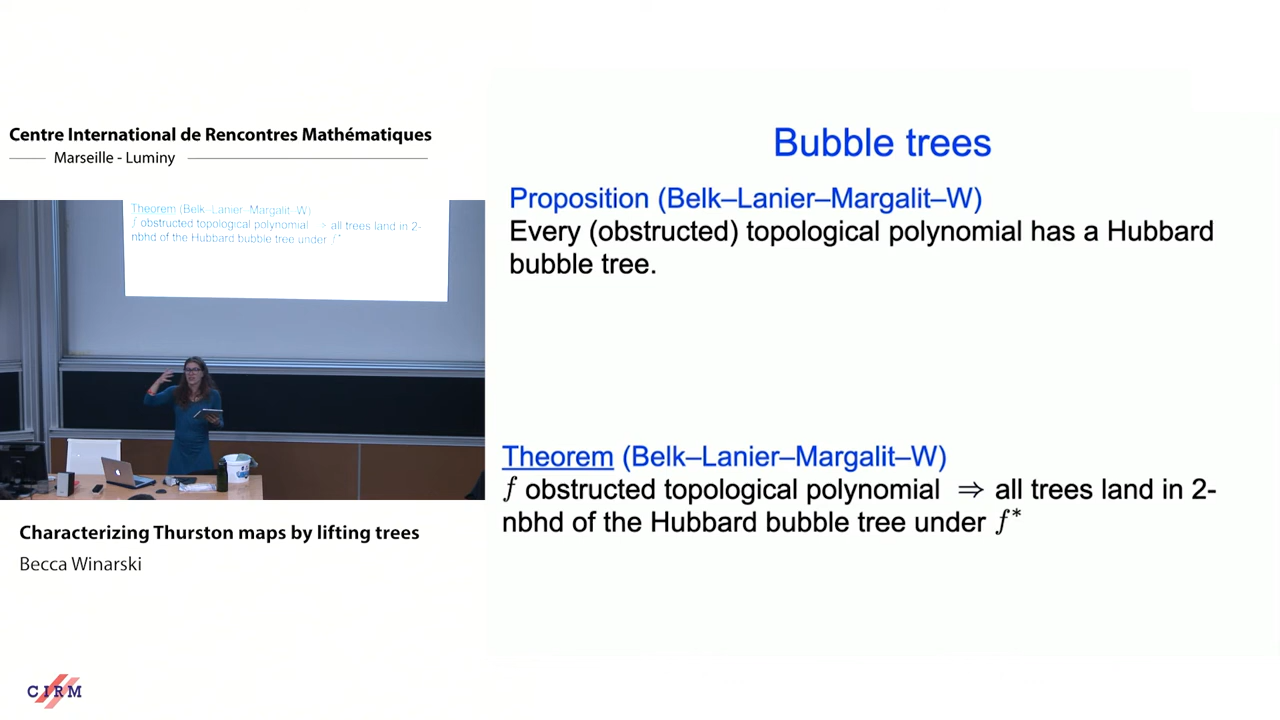 Centre International de Rencontres Mathématiques
Marseille - Luminy
Theorem (Belk–Lanier–Margalit–W)
f obstructed topological polynomial ⇒ all trees land in 2-
nbhd of the Hubbard bubble tree under f*
Characterizing Thurston maps by lifting trees
Becca Winarski
CIRM
Bubble trees
Proposition (Belk–Lanier–Margalit–W)
Every (obstructed) topological polynomial has a Hubbard
bubble tree.
Theorem (Belk–Lanier–Margalit–W)
f obstructed topological polynomial ⇒ all trees land in 2-
nbhd of the Hubbard bubble tree under f*